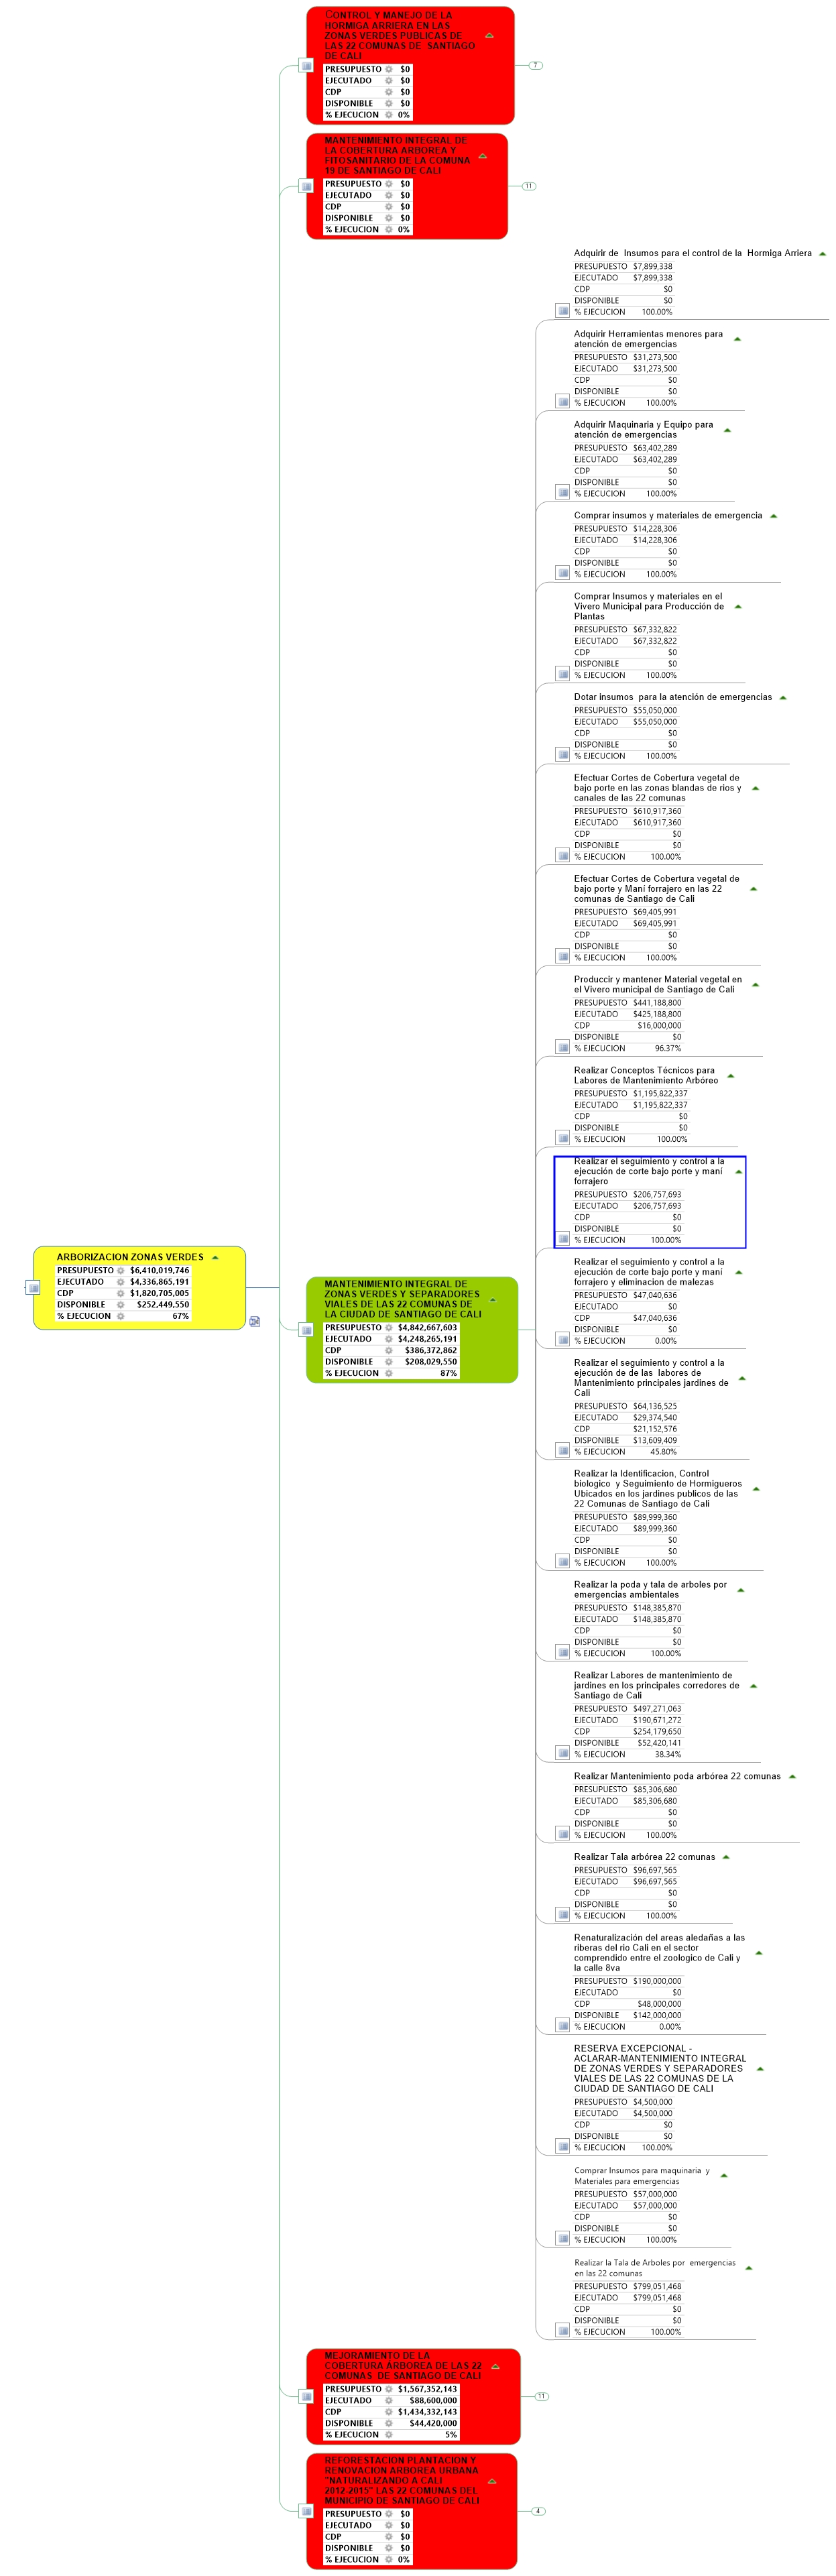 CONTROL Y MANEJO DE LA
HORMIGA ARRIERA EN LAS
ZONAS VERDES PUBLICAS DE
LAS 22 COMUNAS DE SANTIAGO
DE CALI
PRESUPUESTO $0
EJECUTADO $0
CDP $0
DISPONIBLE $0
% EJECUCION 0%
7
MANTENIMIENTO INTEGRAL DE
LA COBERTURA ARBOREA Y
FITOSANITARIO DE LA COMUNA
19 DE SANTIAGO DE CALI
PRESUPUESTO $0
EJECUTADO $0
CDP $0
DISPONIBLE $0
% EJECUCION 0%
11
ARBORIZACION ZONAS VERDES
PRESUPUESTO $6,410,019,746
EJECUTADO $4,336,865,191
CDP $1,820,705,005
DISPONIBLE $252,449,550
% EJECUCION 67%
MANTENIMIENTO INTEGRAL DE
ZONAS VERDES Y SEPARADORES
VIALES DE LAS 22 COMUNAS DE
LA CIUDAD DE SANTIAGO DE CALI
PRESUPUESTO $4,842,667,603
EJECUTADO $4,248,265,191
CDP $386,372,862
DISPONIBLE $208,029,550
% EJECUCION 87%
Adquirir de Insumos para el control de la Hormiga Arriera
PRESUPUESTO $7,899,338
EJECUTADO $7,899,338
CDP $0
DISPONIBLE $0
% EJECUCION 100.00%
Adquirir Herramientas menores para
atención de emergencias
PRESUPUESTO $31,273,500
EJECUTADO $31,273,500
CDP $0
DISPONIBLE $0
% EJECUCION 100.00%
Adquirir Maquinaria y Equipo para
atención de emergencias
PRESUPUESTO $63,402,289
EJECUTADO $63,402,289
CDP $0
DISPONIBLE $0
% EJECUCION 100.00%
Comprar insumos y materiales de emergencia
PRESUPUESTO $14,228,306
EJECUTADO $14,228,306
CDP $0
DISPONIBLE $0
% EJECUCION 100.00%
Comprar Insumos y materiales en el
Vivero Municipal para Producción de
Plantas
PRESUPUESTO $67,332,822
EJECUTADO $67,332,822
CDP $0
DISPONIBLE $0
% EJECUCION 100.00%
Dotar insumos para la atención de emergencias
PRESUPUESTO $55,050,000
EJECUTADO $55,050,000
CDP $0
DISPONIBLE $0
% EJECUCION 100.00%
Efectuar Cortes de Cobertura vegetal de
bajo porte en las zonas blandas de rios y
canales de las 22 comunas
PRESUPUESTO $610,917,360
EJECUTADO $610,917,360
CDP $0
DISPONIBLE $0
% EJECUCION 100.00%
Efectuar Cortes de Cobertura vegetal de
bajo porte y Maní forrajero en las 22
comunas de Santiago de Cali
PRESUPUESTO $69,405,991
EJECUTADO $69,405,991
CDP $0
DISPONIBLE $0
% EJECUCION 100.00%
Produccir y mantener Material vegetal en
el Vivero municipal de Santiago de Cali
PRESUPUESTO $441,188,800
EJECUTADO $425,188,800
CDP $16,000,000
DISPONIBLE $0
% EJECUCION 96.37%
Realizar Conceptos Técnicos para
Labores de Mantenimiento Arbóreo
PRESUPUESTO $1,195,822,337
EJECUTADO $1,195,822,337
CDP $0
DISPONIBLE $0
% EJECUCION 100.00%
Realizar el seguimiento y control a la
ejecución de corte bajo porte y maní
forrajero
PRESUPUESTO $206,757,693
EJECUTADO $206,757,693
CDP $0
DISPONIBLE $0
% EJECUCION 100.00%
Realizar el seguimiento y control a la
ejecución de corte bajo porte y maní
forrajero y eliminacion de malezas
PRESUPUESTO $47,040,636
EJECUTADO $0
CDP $47,040,636
DISPONIBLE $0
% EJECUCION 0.00%
Realizar el seguimiento y control a la
ejecución de de las labores de
Mantenimiento principales jardines de
Cali
PRESUPUESTO $64,136,525
EJECUTADO $29,374,540
CDP $21,152,576
DISPONIBLE $13,609,409
% EJECUCION 45.80%
Realizar la Identificacion, Control
biologico y Seguimiento de Hormigueros
Ubicados en los jardines publicos de las
22 Comunas de Santiago de Cali
PRESUPUESTO $89,999,360
EJECUTADO $89,999,360
CDP $0
DISPONIBLE $0
% EJECUCION 100.00%
Realizar la poda y tala de arboles por
emergencias ambientales
PRESUPUESTO $148,385,870
EJECUTADO $148,385,870
CDP $0
DISPONIBLE $0
% EJECUCION 100.00%
Realizar Labores de mantenimiento de
jardines en los principales corredores de
Santiago de Cali
PRESUPUESTO $497,271,063
EJECUTADO $190,671,272
CDP $254,179,650
DISPONIBLE $52,420,141
% EJECUCION 38.34%
Realizar Mantenimiento poda arbórea 22 comunas
PRESUPUESTO $85,306,680
EJECUTADO $85,306,680
CDP $0
DISPONIBLE $0
% EJECUCION 100.00%
Realizar Tala arbórea 22 comunas
PRESUPUESTO $96,697,565
EJECUTADO $96,697,565
CDP $0
DISPONIBLE $0
% EJECUCION 100.00%
Renaturalización del areas aledañas a las
riberas del rio Cali en el sector
comprendido entre el zoologico de Cali y
la calle 8va
PRESUPUESTO $190,000,000
EJECUTADO $0
CDP $48,000,000
DISPONIBLE $142,000,000
% EJECUCION 0.00%
RESERVA EXCEPCIONAL -
ACLARAR-MANTENIMIENTO INTEGRAL
DE ZONAS VERDES Y SEPARADORES
VIALES DE LAS 22 COMUNAS DE LA
CIUDAD DE SANTIAGO DE CALI
PRESUPUESTO $4,500,000
EJECUTADO $4,500,000
CDP $0
DISPONIBLE $0
% EJECUCION 100.00%
Comprar Insumos para maquinaria y
Materiales para emergencias
PRESUPUESTO $57,000,000
EJECUTADO $57,000,000
CDP $0
DISPONIBLE $0
% EJECUCION 100.00%
Realizar la Tala de Arboles por emergencias
en las 22 comunas
PRESUPUESTO $799,051,468
EJECUTADO $799,051,468
CDP $0
DISPONIBLE $0
% EJECUCION 100.00%
MEJORAMIENTO DE LA
COBERTURA ÁRBOREA DE LAS 22
COMUNAS DE SANTIAGO DE CALI
PRESUPUESTO $1,567,352,143
EJECUTADO $88,600,000
CDP $1,434,332,143
DISPONIBLE $44,420,000
% EJECUCION 5%
11
REFORESTACION PLANTACION Y
RENOVACION ARBOREA URBANA
"NATURALIZANDO A CALI
2012-2015" LAS 22 COMUNAS DEL
MUNICIPIO DE SANTIAGO DE CALI
PRESUPUESTO $0
EJECUTADO $0
CDP $0
DISPONIBLE $0
% EJECUCION 0%
4